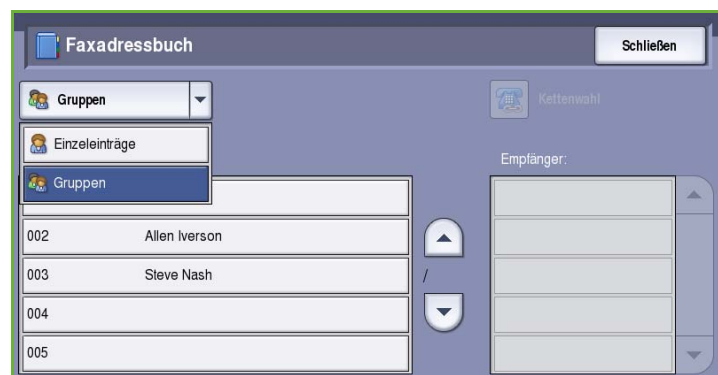 Faxadressbuch
Schließen
Gruppen
Kettenwahl
Einzeleinträge
Gruppen
Empfänger:
002 Allen Iverson
003 Steve Nash
/
004
005